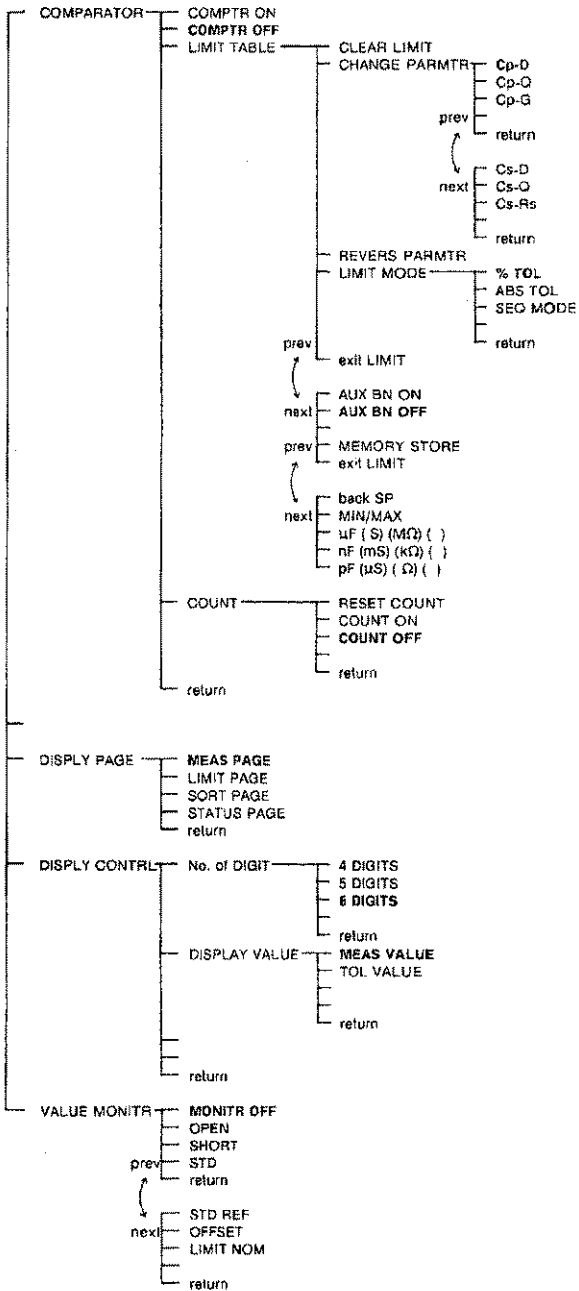 COMPARATOR COMPTR ON
COMPTR OFF
LIMIT TABLE CLEAR LIMIT
CHANGE PARMTR Cp-D
Cp-Q
Cp-G
prev
return
next
Cs-D
Cs-Q
Cs-Rs
return
REVERS PARMTR
LIMIT MODE % TOL
ABS TOL
SEQ MODE
return
prev
exit LIMIT
AUX BN ON
next AUX BN OFF
prev MEMORY STORE
exit LIMIT
back SP
next MIN/MAX
µF ( S) (MΩ) ( )
nF (mS) (kΩ) ( )
pF (µS) ( Ω) ( )
COUNT RESET COUNT
COUNT ON
COUNT OFF
return
return
DISPLY PAGE MEAS PAGE
LIMIT PAGE
SORT PAGE
STATUS PAGE
return
DISPLY CONTRL No. of DIGIT 4 DIGITS
5 DIGITS
6 DIGITS
return
DISPLAY VALUE MEAS VALUE
TOL VALUE
return
return
VALUE MONITR MONITR OFF
OPEN
SHORT
prev STD
return
STD REF
next OFFSET
LIMIT NOM
return